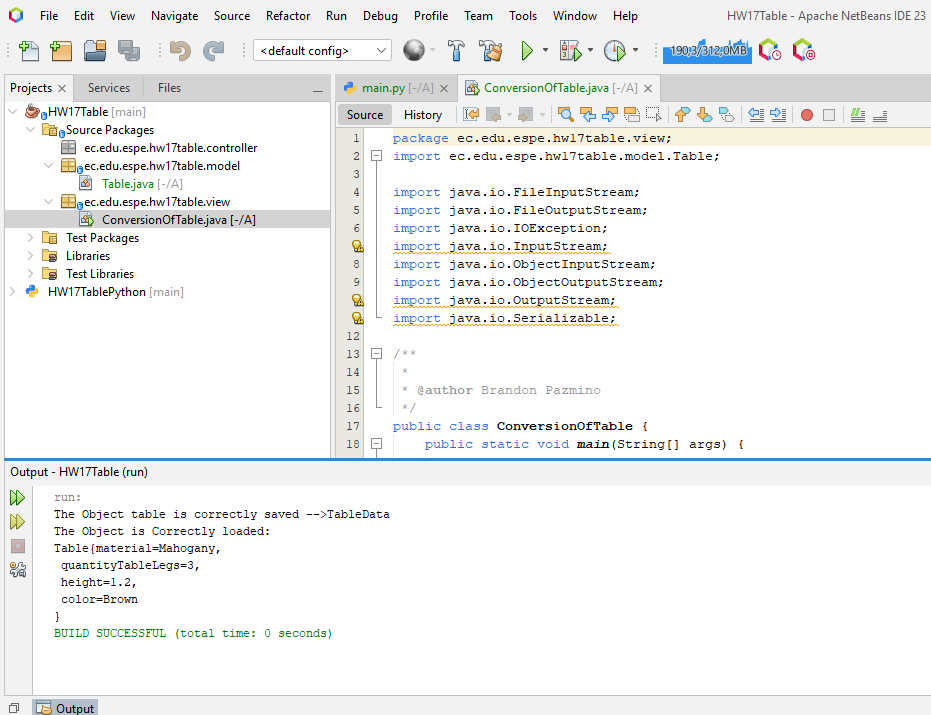 File Edit View Navigate Source Refactor Run Debug Profile Team Tools Window Help HW17Table - Apache NetBeans IDE 23
<default config> 190,3/312,0MB
Projects Services Files
HW17Table [main]
Source Packages
ec.edu.espe.hw17table.controller
ec.edu.espe.hw17table.model
Table.java [-/A]
ec.edu.espe.hw17table.view
ConversionOfTable.java [-/A]
Test Packages
Libraries
Test Libraries
HW17TablePython [main]
main.py [-/A] ConversionOfTable.java [-/A]
Source History
1 package ec.edu.espe.hw17table.view;
2 import ec.edu.espe.hw17table.model.Table;
3
4 import java.io.FileInputStream;
5 import java.io.FileOutputStream;
6 import java.io.IOException;
import java.io.InputStream;
8 import java.io.ObjectInputStream;
9 import java.io.ObjectOutputStream;
import java.io.OutputStream;
import java.io.Serializable;
12
13 /**
14 *
15 * @author Brandon Pazmino
16 */
17 public class ConversionOfTable {
18 public static void main(String[] args) {
Output - HW17Table (run)
run:
The Object table is correctly saved -->TableData
The Object is Correctly loaded:
Table{material=Mahogany,
quantityTableLegs=3,
height=1.2,
color=Brown
}
BUILD SUCCESSFUL (total time: 0 seconds)
Output